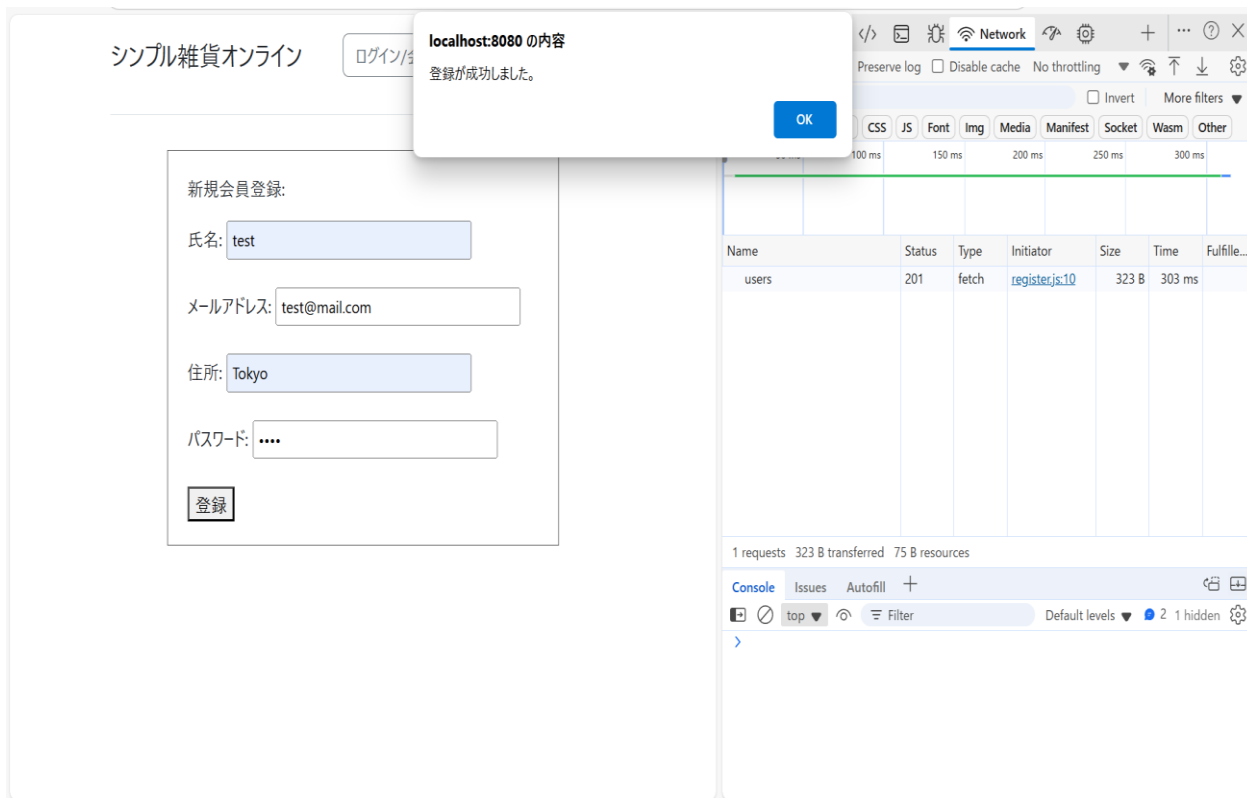 シンプル雑貨オンライン
ログイン/
localhost:8080 の内容
登録が成功しました。
OK
新規会員登録:
氏名: test
メールアドレス: test@mail.com
住所: Tokyo
パスワード: ••••
登録
Network
Preserve log Disable cache No throttling
Invert More filters
CSS JS Font Img Media Manifest Socket Wasm Other
100 ms 150 ms 200 ms 250 ms 300 ms
Name Status Type Initiator Size Time Fulfille...
users 201 fetch register.js:10 323 B 303 ms
1 requests 323 B transferred 75 B resources
Console Issues Autofill
top Filter Default levels 2 1 hidden